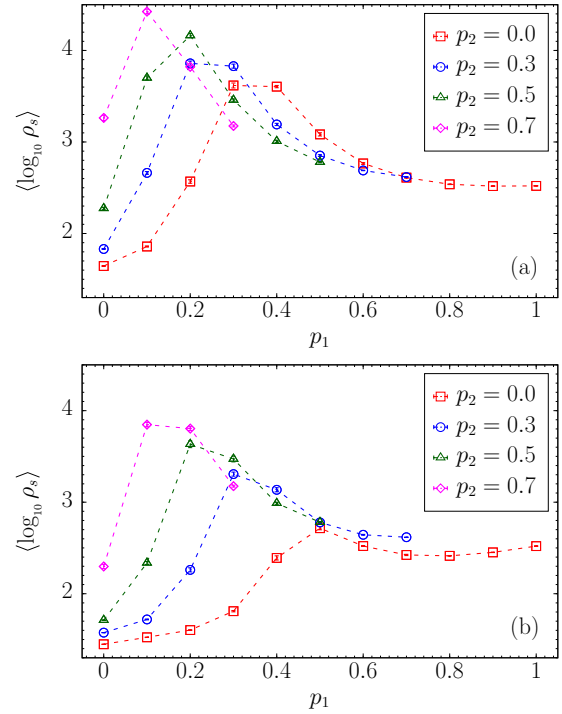 4
3
2
⟨log₁₀ ρₛ⟩
p₂ = 0.0
p₂ = 0.3
p₂ = 0.5
p₂ = 0.7
(a)
0 0.2 0.4 0.6 0.8 1
p₁
4
3
2
⟨log₁₀ ρₛ⟩
p₂ = 0.0
p₂ = 0.3
p₂ = 0.5
p₂ = 0.7
(b)
0 0.2 0.4 0.6 0.8 1
p₁